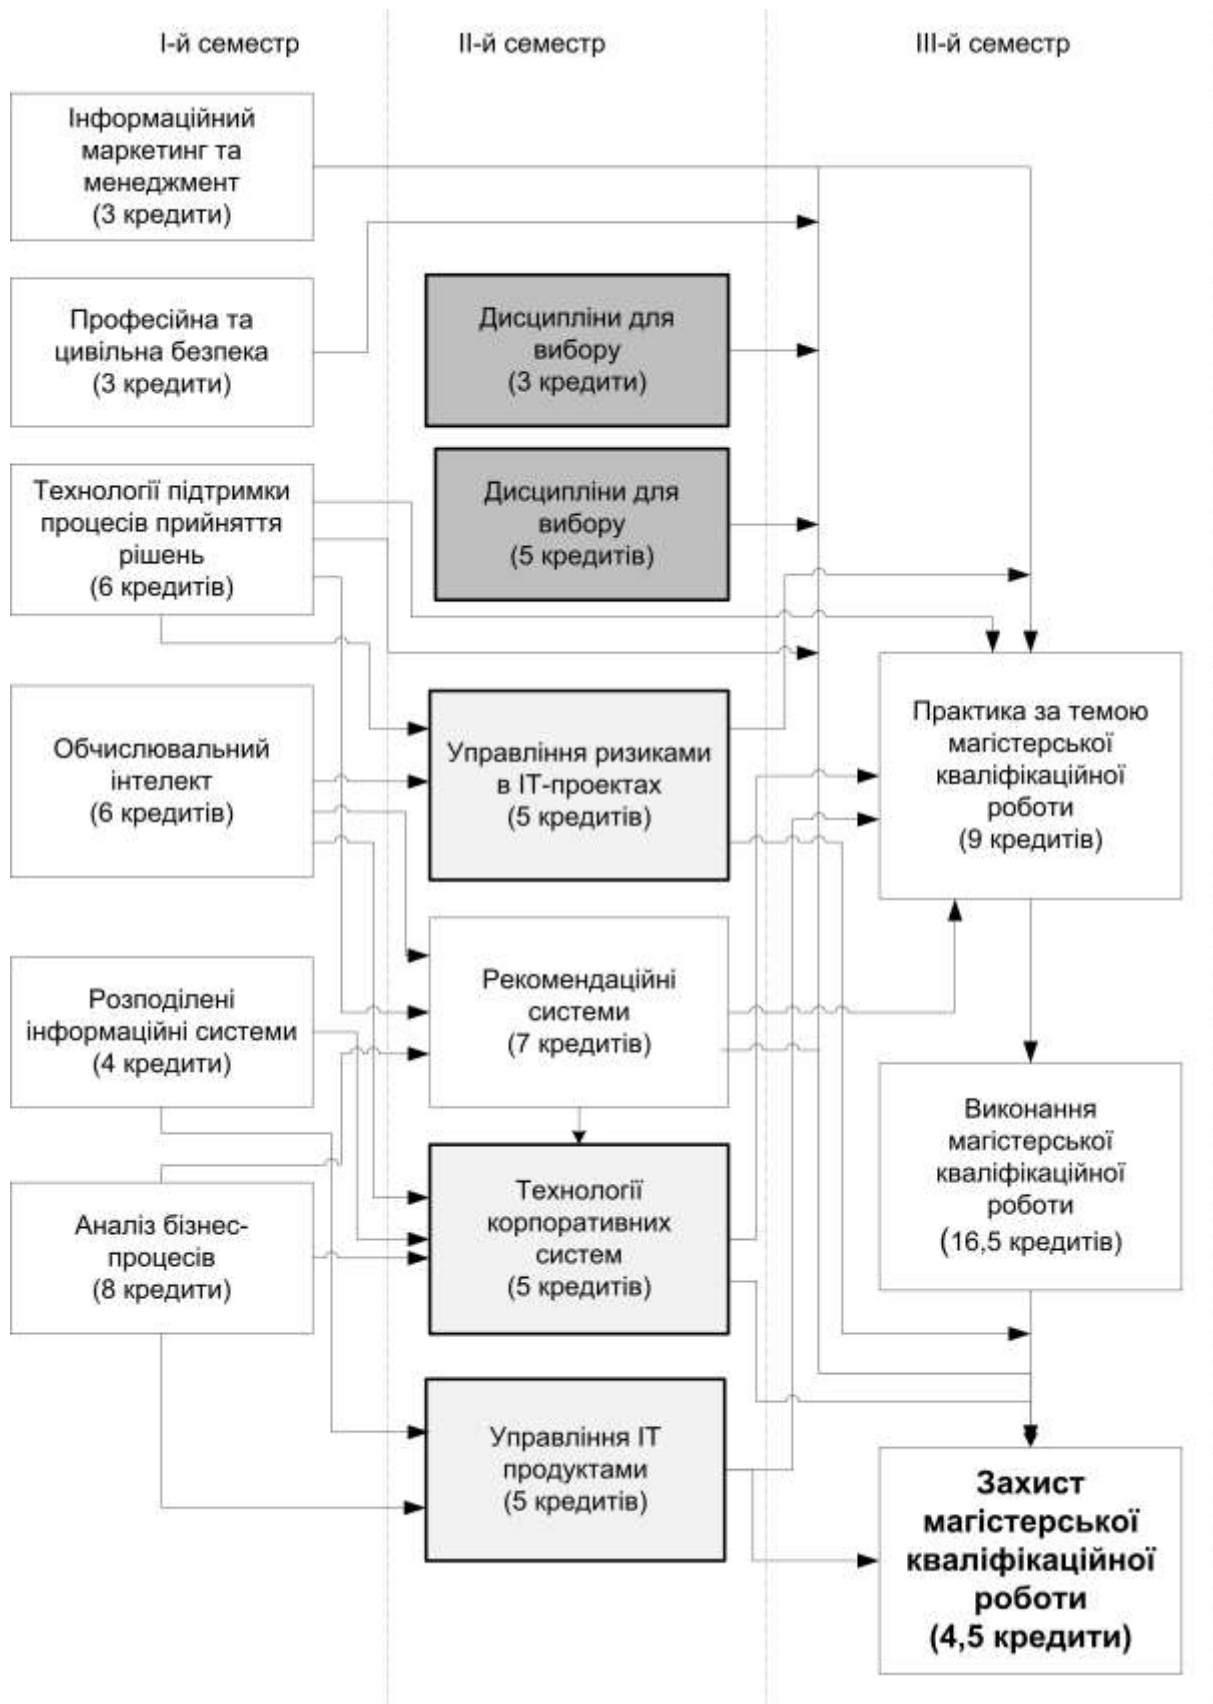 І-й семестр
ІІ-й семестр
ІІІ-й семестр
Інформаційний
маркетинг та
менеджмент
(3 кредити)
Професійна та
цивільна безпека
(3 кредити)
Технології підтримки
процесів прийняття
рішень
(6 кредитів)
Обчислювальний
інтелект
(6 кредитів)
Розподілені
інформаційні системи
(4 кредити)
Аналіз бізнес-
процесів
(8 кредити)
Дисципліни для
вибору
(3 кредити)
Дисципліни для
вибору
(5 кредитів)
Управління ризиками
в ІТ-проектах
(5 кредитів)
Рекомендаційні
системи
(7 кредитів)
Технології
корпоративних
систем
(5 кредитів)
Управління ІТ
продуктами
(5 кредитів)
Практика за темою
магістерської
кваліфікаційної
роботи
(9 кредитів)
Виконання
магістерської
кваліфікаційної
роботи
(16,5 кредитів)
Захист
магістерської
кваліфікаційної
роботи
(4,5 кредити)